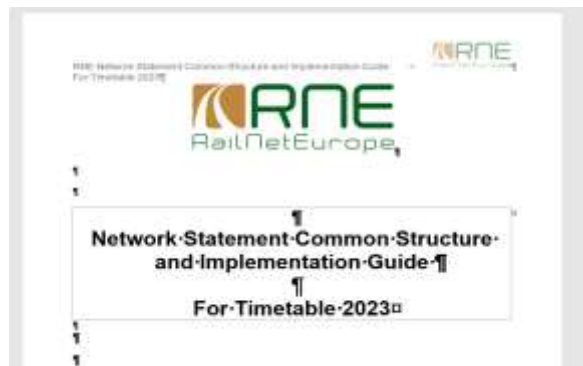 RNE
RNE Network Statement Common Structure and Implementation Guide
For Timetable 2023¶
RNE
RailNetEurope
¶
¶
¶
Network·Statement·Common·Structure·
and·Implementation·Guide·¶
¶
For·Timetable·2023¤
¶
¶
¶